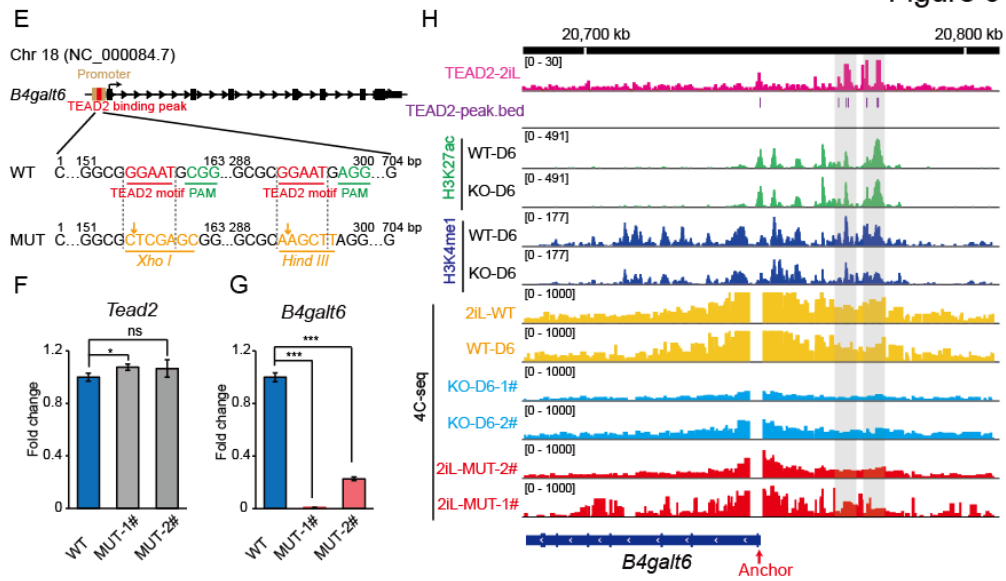 E
Chr 18 (NC_000084.7)
Promoter
B4galt6
TEAD2 binding peak
1 151 163 288 300 704 bp
WT C...GGCGGGAATGCGG...GCGCGGAATGAGG...G
TEAD2 motif PAM TEAD2 motif PAM
1 151 163 288 300 704 bp
MUT C...GGCGCTCGAGCGG...GCGCAAGCTTAGG...G
Xho I Hind III
F
Tead2
ns
*
Fold change
1.2
0.8
0.4
0
WT
MUT-1#
MUT-2#
G
B4galt6
***
***
Fold change
1.2
0.8
0.4
0
WT
MUT-1#
MUT-2#
H
20,700 kb 20,800 kb
TEAD2-2iL [0 - 30]
TEAD2-peak.bed
H3K27ac
WT-D6 [0 - 491]
KO-D6 [0 - 491]
H3K4me1
WT-D6 [0 - 177]
KO-D6 [0 - 177]
4C-seq
2iL-WT [0 - 1000]
WT-D6 [0 - 1000]
KO-D6-1# [0 - 1000]
KO-D6-2# [0 - 1000]
2iL-MUT-2# [0 - 1000]
2iL-MUT-1# [0 - 1000]
B4galt6
Anchor